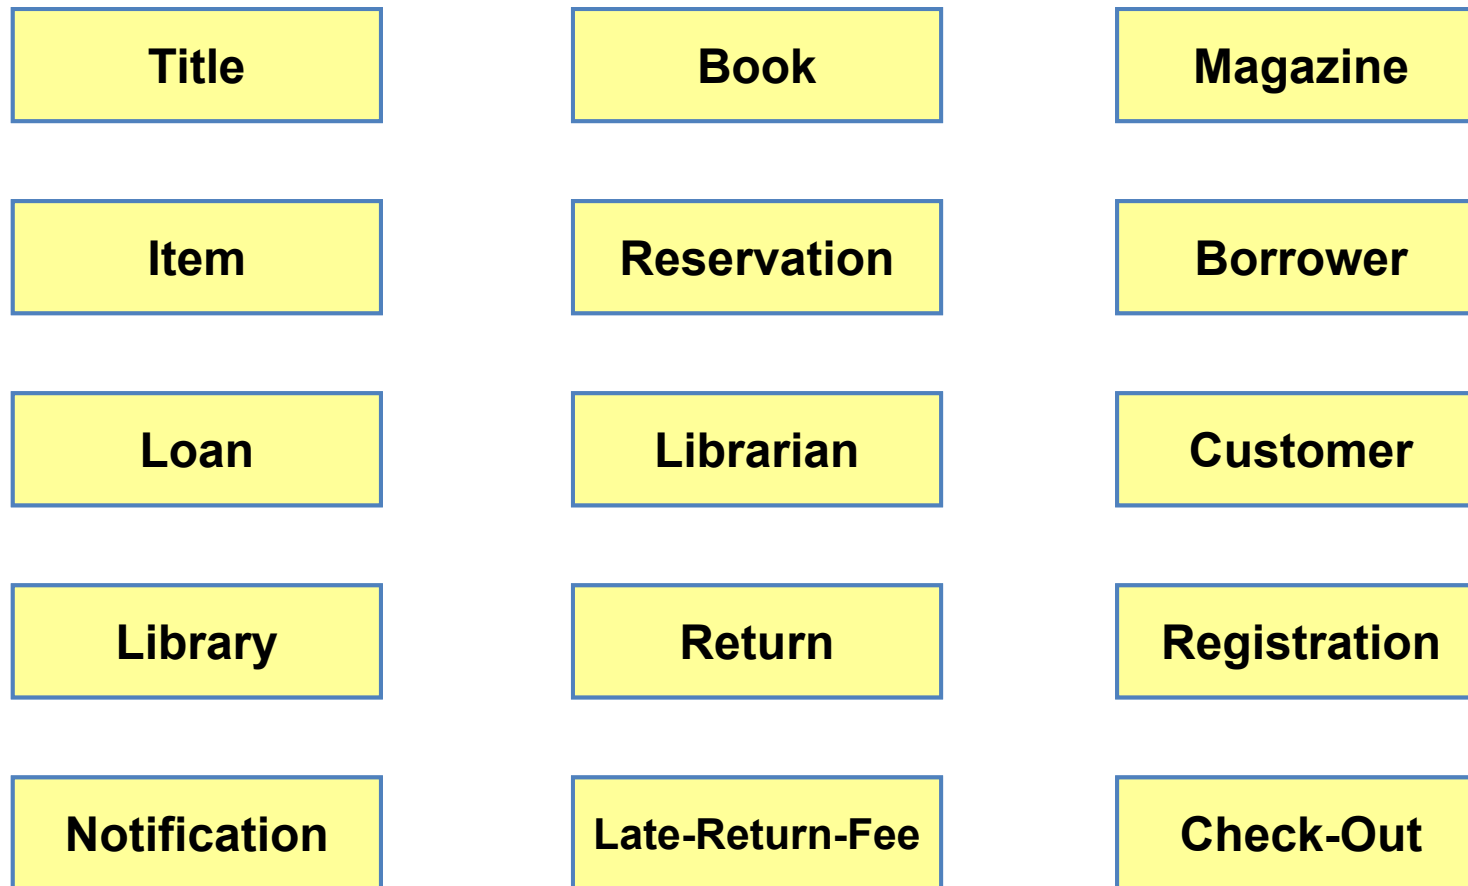 Title
Book
Magazine
Item
Reservation
Borrower
Loan
Librarian
Customer
Library
Return
Registration
Notification
Late-Return-Fee
Check-Out